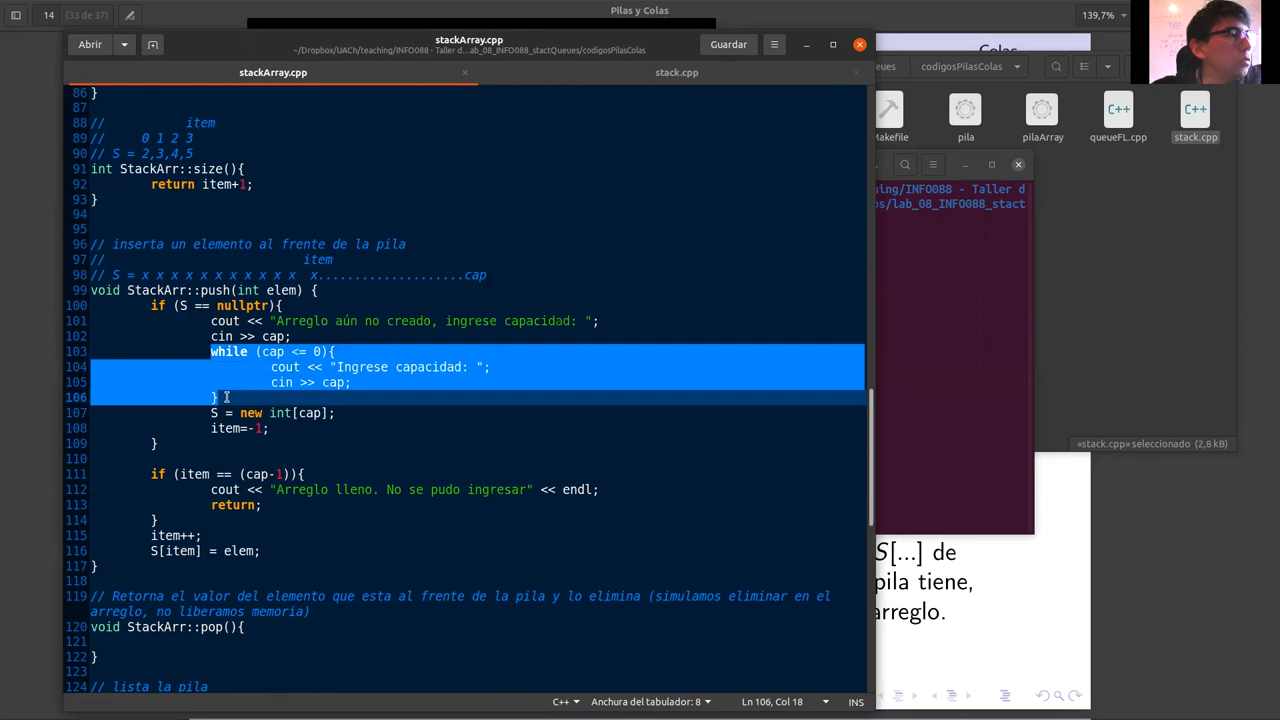 14
(33 de 37)
Pilas y Colas
139,7%
Colas
Abrir
stackArray.cpp
~/Dropbox/UACh/teaching/INFO088 - Taller d...ab_08_INFO088_stactQueues/codigosPilasColas
Guardar
stackArray.cpp
stack.cpp
ues
codigosPilasColas
Makefile
pila
pilaArray
queueFL.cpp
stack.cpp
hing/INFO088 - Taller d
os/lab_08_INFO088_stact
«stack.cpp» seleccionado (2,8 kB)
86 }
87
88 // item
89 // 0 1 2 3
90 // S = 2,3,4,5
91 int StackArr::size(){
92 return item+1;
93 }
94
95
96 // inserta un elemento al frente de la pila
97 // item
98 // S = x x x x x x x x x x x x....................cap
99 void StackArr::push(int elem) {
100 if (S == nullptr){
101 cout << "Arreglo aún no creado, ingrese capacidad: ";
102 cin >> cap;
103 while (cap <= 0){
104 cout << "Ingrese capacidad: ";
105 cin >> cap;
106 }
107 S = new int[cap];
108 item=-1;
109 }
110
111 if (item == (cap-1)){
112 cout << "Arreglo lleno. No se pudo ingresar" << endl;
113 return;
114 }
115 item++;
116 S[item] = elem;
117 }
118
119 // Retorna el valor del elemento que esta al frente de la pila y lo elimina (simulamos eliminar en el
arreglo, no liberamos memoria)
120 void StackArr::pop(){
121
122 }
123
124 // lista la pila
S[...] de
pila tiene,
arreglo.
C++
Anchura del tabulador: 8
Ln 106, Col 18
INS